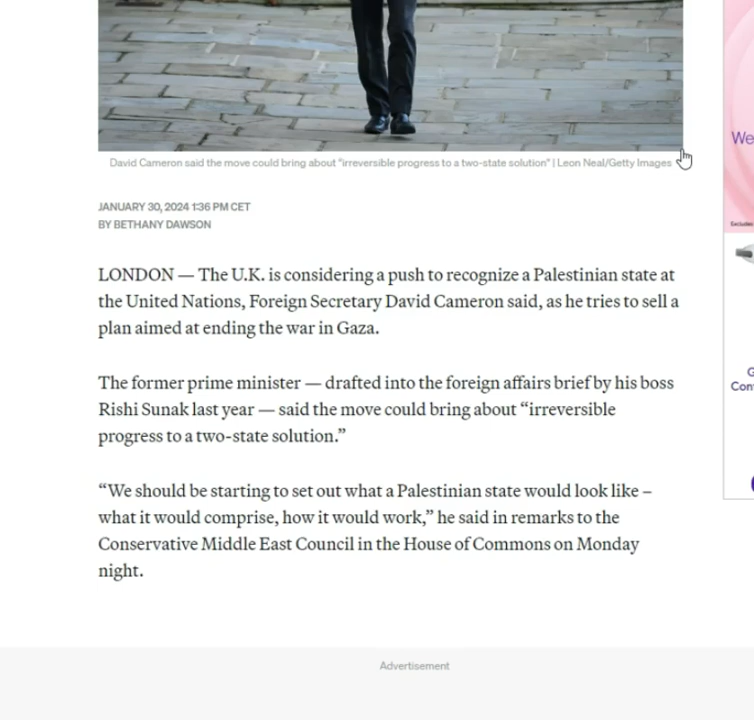 David Cameron said the move could bring about "irreversible progress to a two-state solution" | Leon Neal/Getty Images
We
JANUARY 30, 2024 1:36 PM CET
BY BETHANY DAWSON
LONDON — The U.K. is considering a push to recognize a Palestinian state at
the United Nations, Foreign Secretary David Cameron said, as he tries to sell a
plan aimed at ending the war in Gaza.
The former prime minister — drafted into the foreign affairs brief by his boss
Rishi Sunak last year — said the move could bring about “irreversible
progress to a two-state solution.”
“We should be starting to set out what a Palestinian state would look like –
what it would comprise, how it would work,” he said in remarks to the
Conservative Middle East Council in the House of Commons on Monday
night.
Advertisement